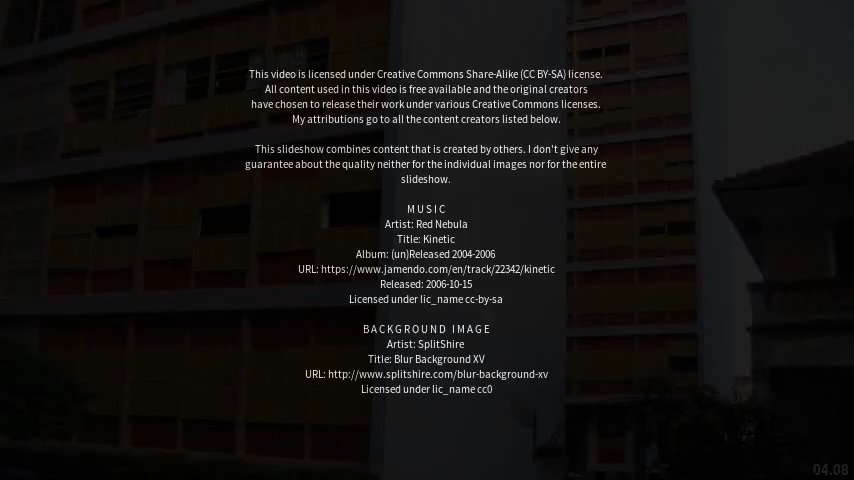 This video is licensed under Creative Commons Share-Alike (CC BY-SA) license.
All content used in this video is free available and the original creators
have chosen to release their work under various Creative Commons licenses.
My attributions go to all the content creators listed below.
This slideshow combines content that is created by others. I don't give any
guarantee about the quality neither for the individual images nor for the entire
slideshow.
MUSIC
Artist: Red Nebula
Title: Kinetic
Album: (un)Released 2004-2006
URL: https://www.jamendo.com/en/track/22342/kinetic
Released: 2006-10-15
Licensed under lic_name cc-by-sa
BACKGROUND IMAGE
Artist: SplitShire
Title: Blur Background XV
URL: http://www.splitshire.com/blur-background-xv
Licensed under lic_name cc0
04.08